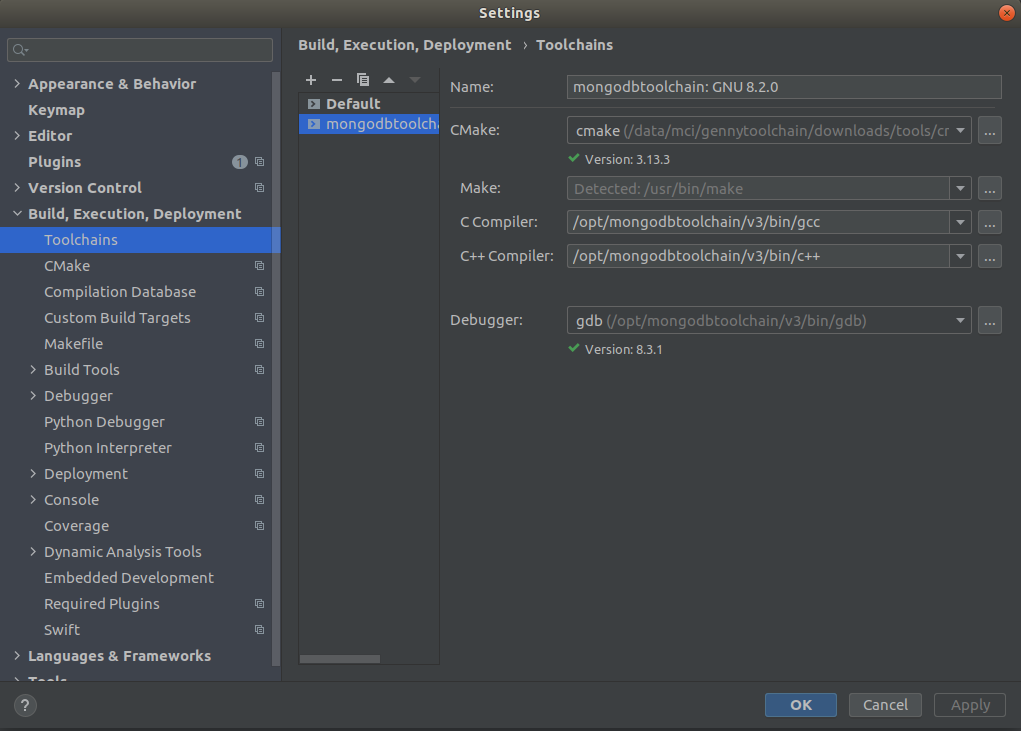 Settings
Appearance & Behavior
Keymap
Editor
Plugins 1
Version Control
Build, Execution, Deployment
Toolchains
CMake
Compilation Database
Custom Build Targets
Makefile
Build Tools
Debugger
Python Debugger
Python Interpreter
Deployment
Console
Coverage
Dynamic Analysis Tools
Embedded Development
Required Plugins
Swift
Languages & Frameworks
Tools
Build, Execution, Deployment › Toolchains
Default
mongodbtoolcha
Name: mongodbtoolchain: GNU 8.2.0
CMake: cmake (/data/mci/gennytoolchain/downloads/tools/cr ...
Version: 3.13.3
Make: Detected: /usr/bin/make ...
C Compiler: /opt/mongodbtoolchain/v3/bin/gcc ...
C++ Compiler: /opt/mongodbtoolchain/v3/bin/c++ ...
Debugger: gdb (/opt/mongodbtoolchain/v3/bin/gdb) ...
Version: 8.3.1
? OK Cancel Apply